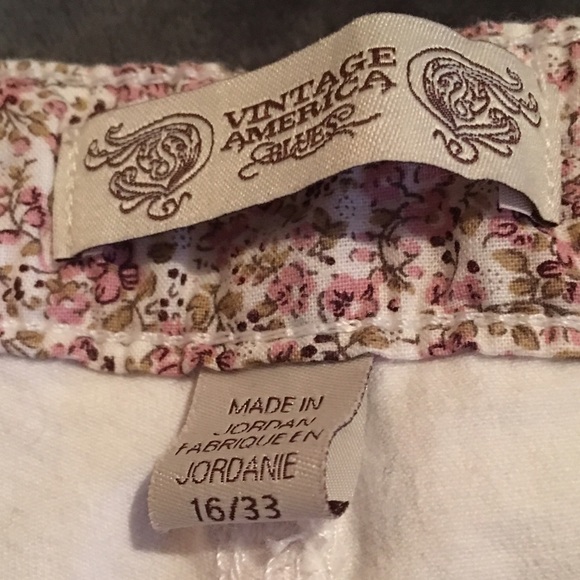 VINTAGE
AMERICA
BLUES
MADE IN
JORDAN
FABRIQUE EN
JORDANIE
16/33